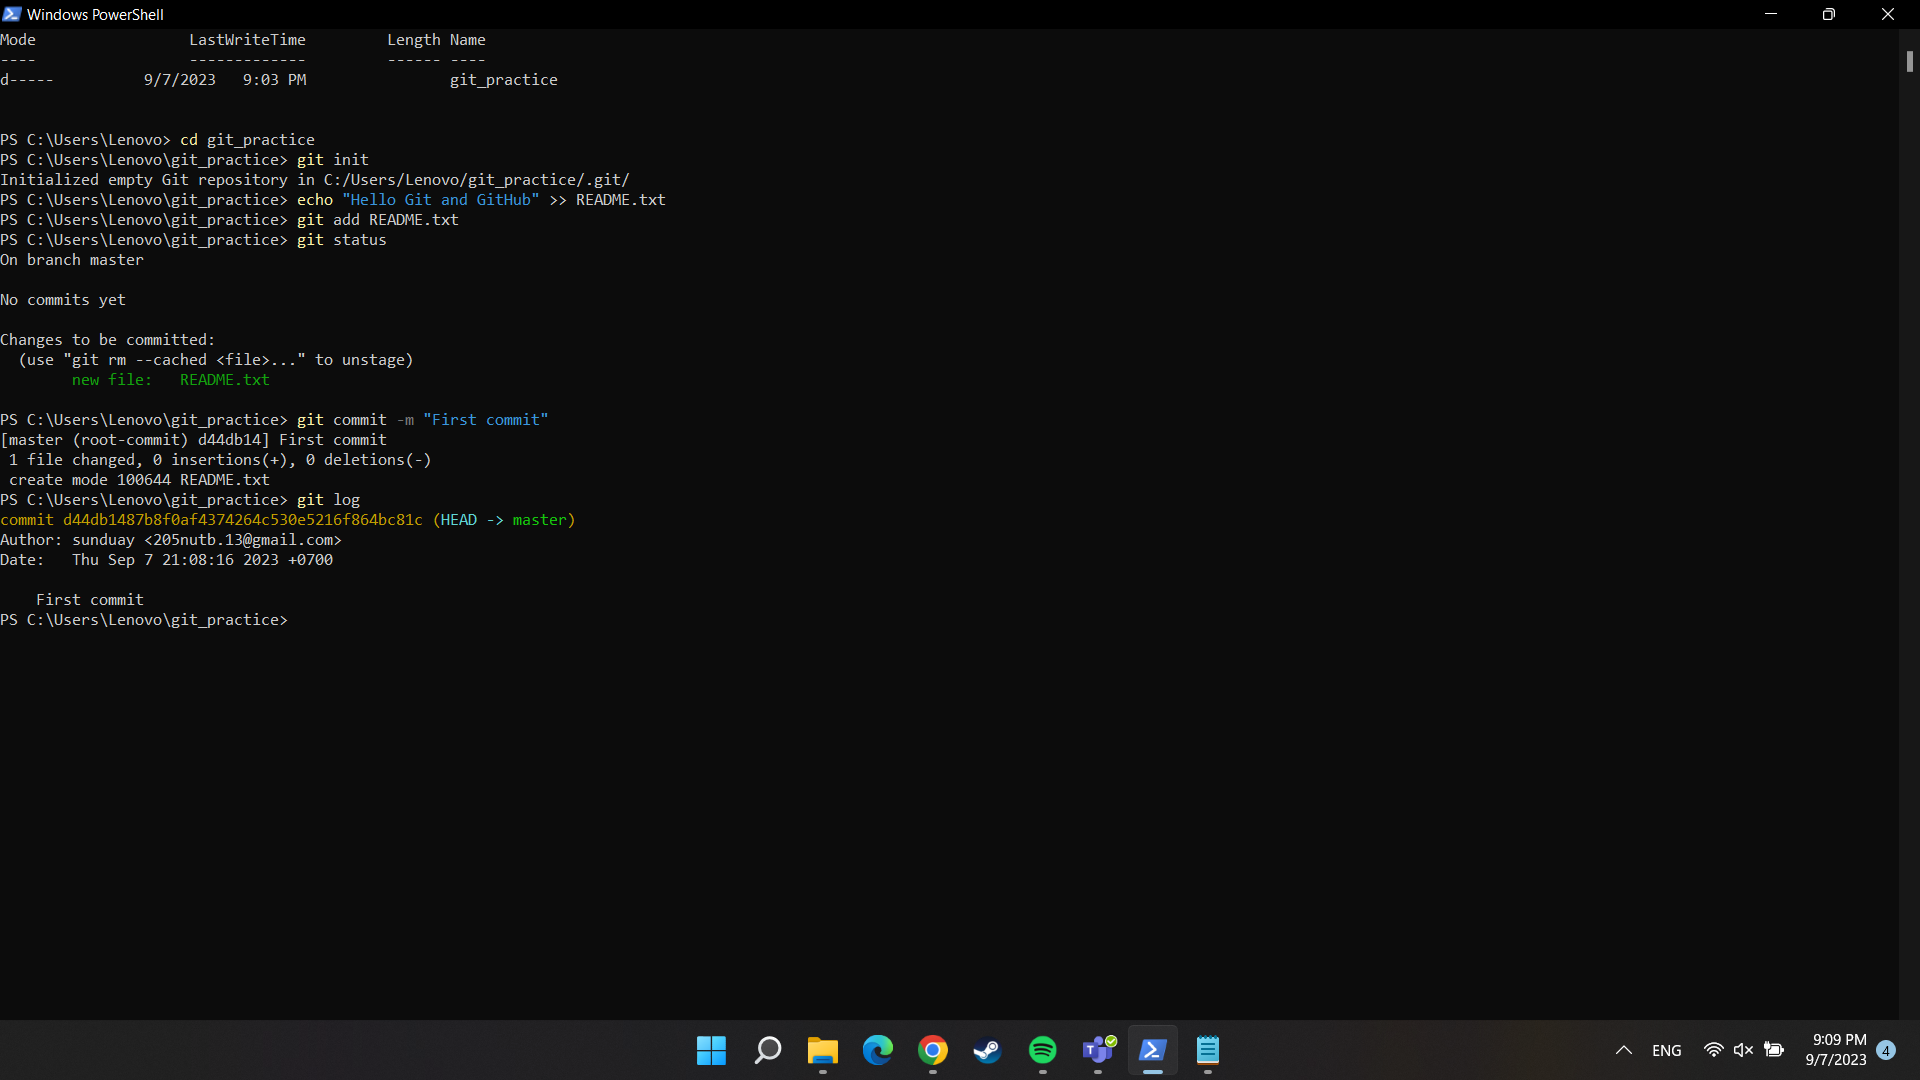 Windows PowerShell
Mode                 LastWriteTime         Length Name
----                 -------------         ------ ----
d-----          9/7/2023   9:03 PM                git_practice
PS C:\Users\Lenovo> cd git_practice
PS C:\Users\Lenovo\git_practice> git init
Initialized empty Git repository in C:/Users/Lenovo/git_practice/.git/
PS C:\Users\Lenovo\git_practice> echo "Hello Git and GitHub" >> README.txt
PS C:\Users\Lenovo\git_practice> git add README.txt
PS C:\Users\Lenovo\git_practice> git status
On branch master
No commits yet
Changes to be committed:
  (use "git rm --cached <file>..." to unstage)
        new file:   README.txt
PS C:\Users\Lenovo\git_practice> git commit -m "First commit"
[master (root-commit) d44db14] First commit
 1 file changed, 0 insertions(+), 0 deletions(-)
 create mode 100644 README.txt
PS C:\Users\Lenovo\git_practice> git log
commit d44db1487b8f0af4374264c530e5216f864bc81c (HEAD -> master)
Author: sunduay <205nutb.13@gmail.com>
Date:   Thu Sep 7 21:08:16 2023 +0700
    First commit
PS C:\Users\Lenovo\git_practice>
ENG
9:09 PM
9/7/2023
4